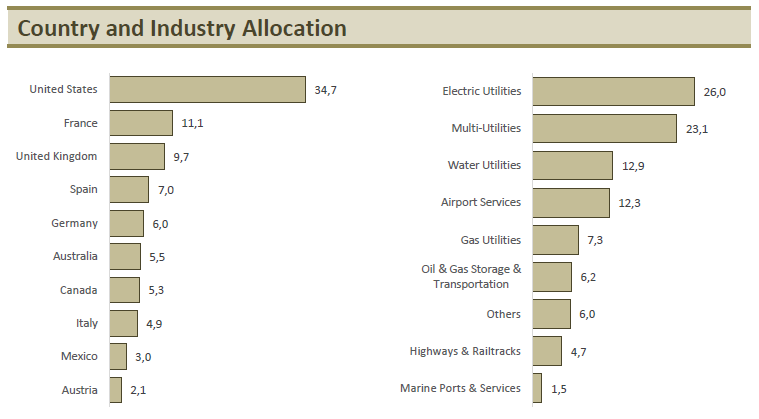 Country and Industry Allocation
United States 34,7
France 11,1
United Kingdom 9,7
Spain 7,0
Germany 6,0
Australia 5,5
Canada 5,3
Italy 4,9
Mexico 3,0
Austria 2,1
Electric Utilities 26,0
Multi-Utilities 23,1
Water Utilities 12,9
Airport Services 12,3
Gas Utilities 7,3
Oil & Gas Storage &
Transportation 6,2
Others 6,0
Highways & Railtracks 4,7
Marine Ports & Services 1,5